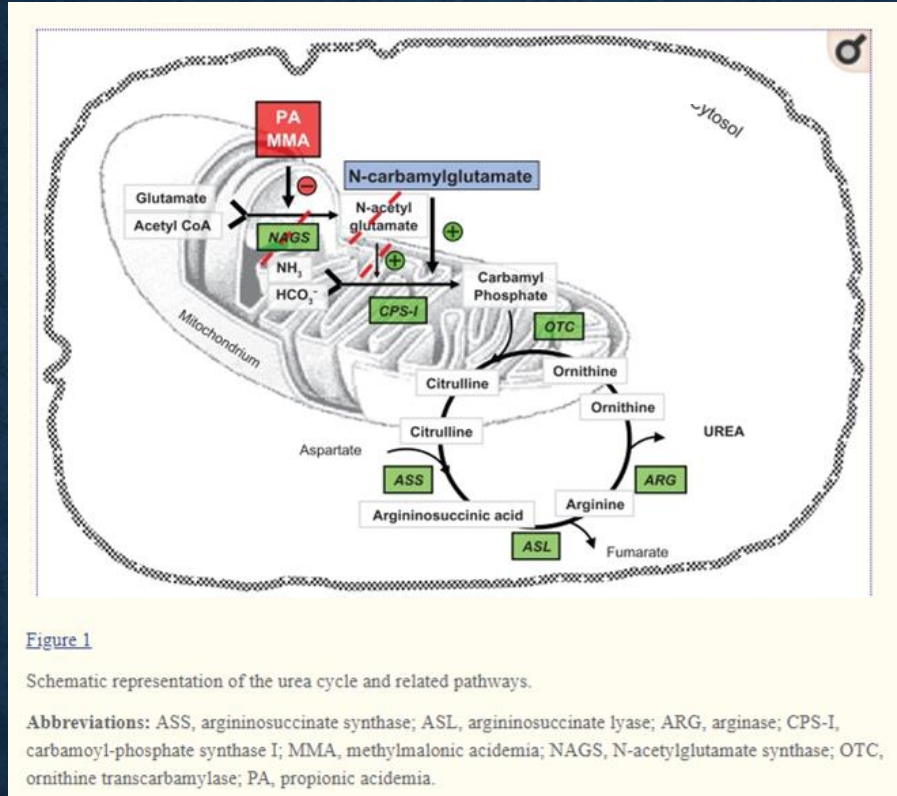 PA
MMA
N-carbamylglutamate
Glutamate
Acetyl CoA
N-acetyl
glutamate
NAGS
NH₃
HCO₃⁻
CPS-I
Carbamyl
Phosphate
OTC
Mitochondrium
Citrulline
Ornithine
Citrulline
Ornithine
Aspartate
UREA
ASS
ARG
Argininosuccinic acid
Arginine
ASL
Fumarate
Figure 1
Schematic representation of the urea cycle and related pathways.
Abbreviations: ASS, argininosuccinate synthase; ASL, argininosuccinate lyase; ARG, arginase; CPS-I,
carbamoyl-phosphate synthase I; MMA, methylmalonic acidemia; NAGS, N-acetylglutamate synthase; OTC,
ornithine transcarbamylase; PA, propionic acidemia.